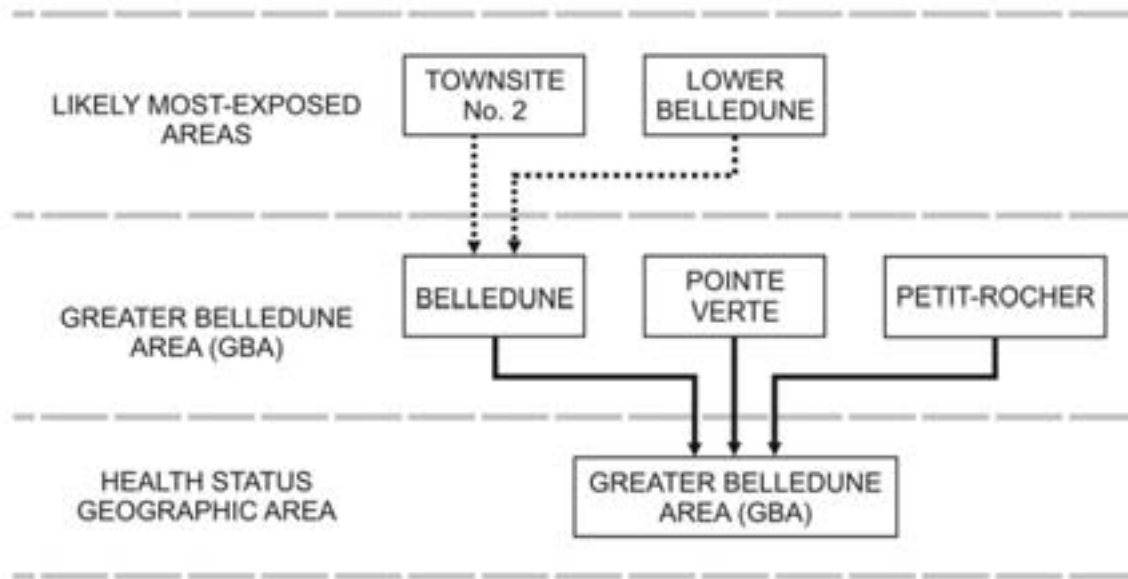 LIKELY MOST-EXPOSED
AREAS
TOWNSITE
No. 2
LOWER
BELLEDUNE
GREATER BELLEDUNE
AREA (GBA)
BELLEDUNE
POINTE
VERTE
PETIT-ROCHER
HEALTH STATUS
GEOGRAPHIC AREA
GREATER BELLEDUNE
AREA (GBA)